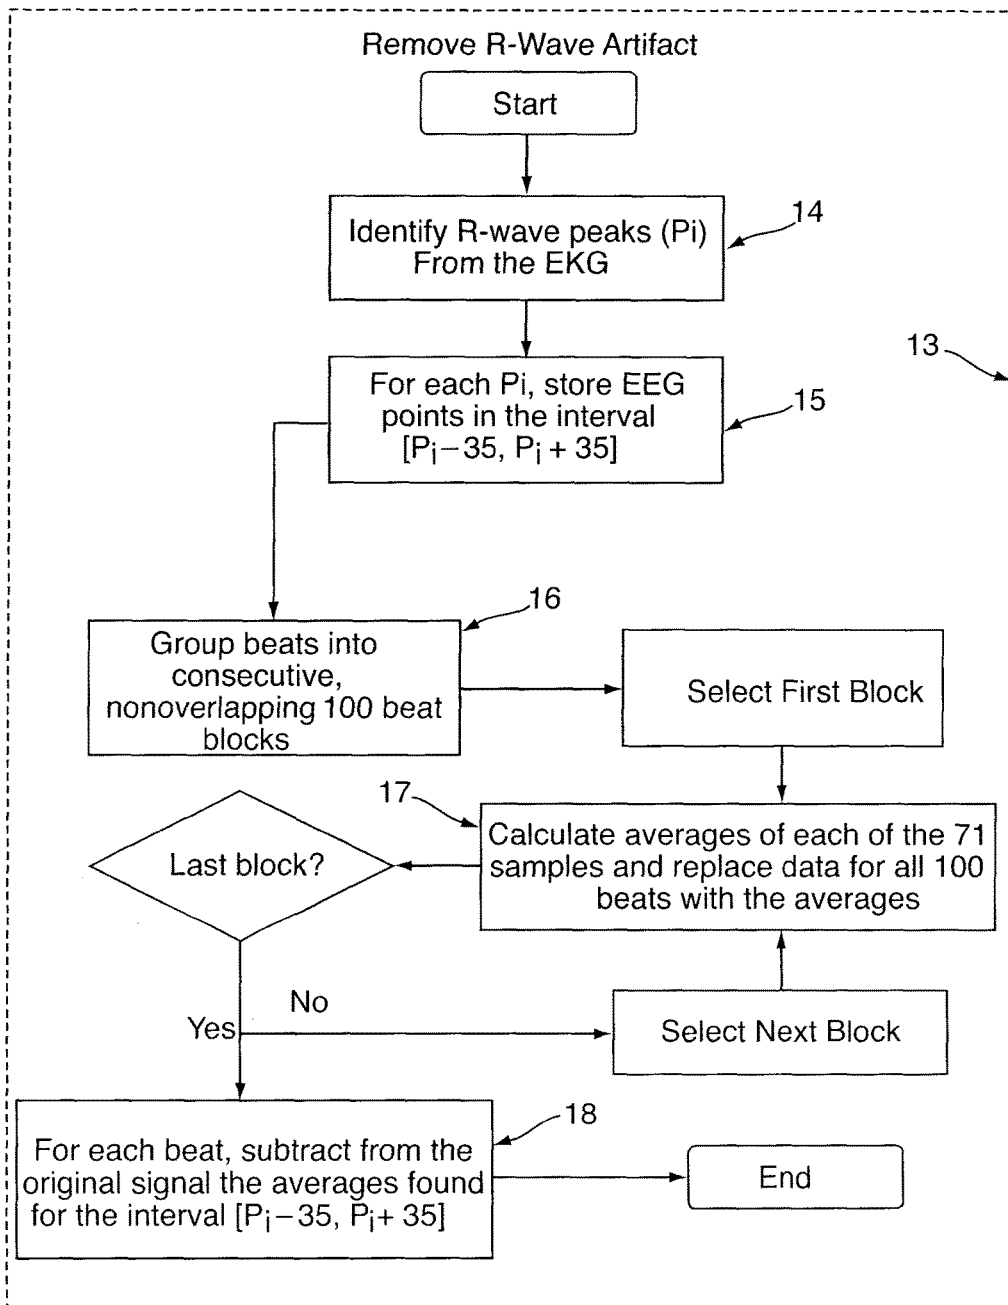 Remove R-Wave Artifact
Start
Identify R-wave peaks (Pi)
From the EKG
14
13
For each Pi, store EEG
points in the interval
[Pi−35, Pi + 35]
15
16
Group beats into
consecutive,
nonoverlapping 100 beat
blocks
Select First Block
17
Calculate averages of each of the 71
samples and replace data for all 100
beats with the averages
Last block?
No
Yes
Select Next Block
18
For each beat, subtract from the
original signal the averages found
for the interval [Pi−35, Pi+ 35]
End